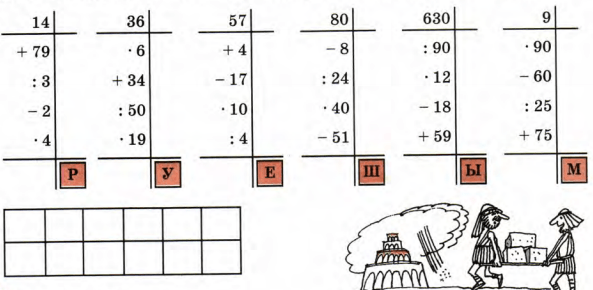 14 36 57 80 630 9
+ 79 · 6 + 4 − 8 : 90 · 90
: 3 + 34 − 17 : 24 · 12 − 60
− 2 : 50 · 10 · 40 − 18 : 25
· 4 · 19 : 4 − 51 + 59 + 75
Р У Е Ш Ы М